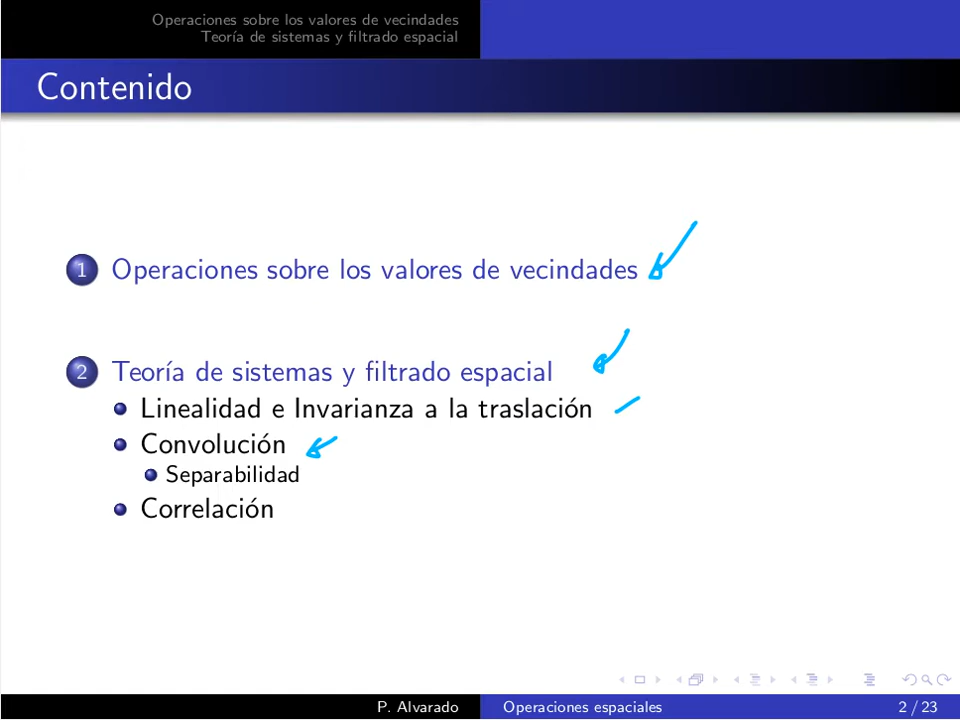 Operaciones sobre los valores de vecindades
Teoría de sistemas y filtrado espacial
Contenido
1 Operaciones sobre los valores de vecindades
2 Teoría de sistemas y filtrado espacial
Linealidad e Invarianza a la traslación
Convolución
Separabilidad
Correlación
P. Alvarado Operaciones espaciales 2 / 23